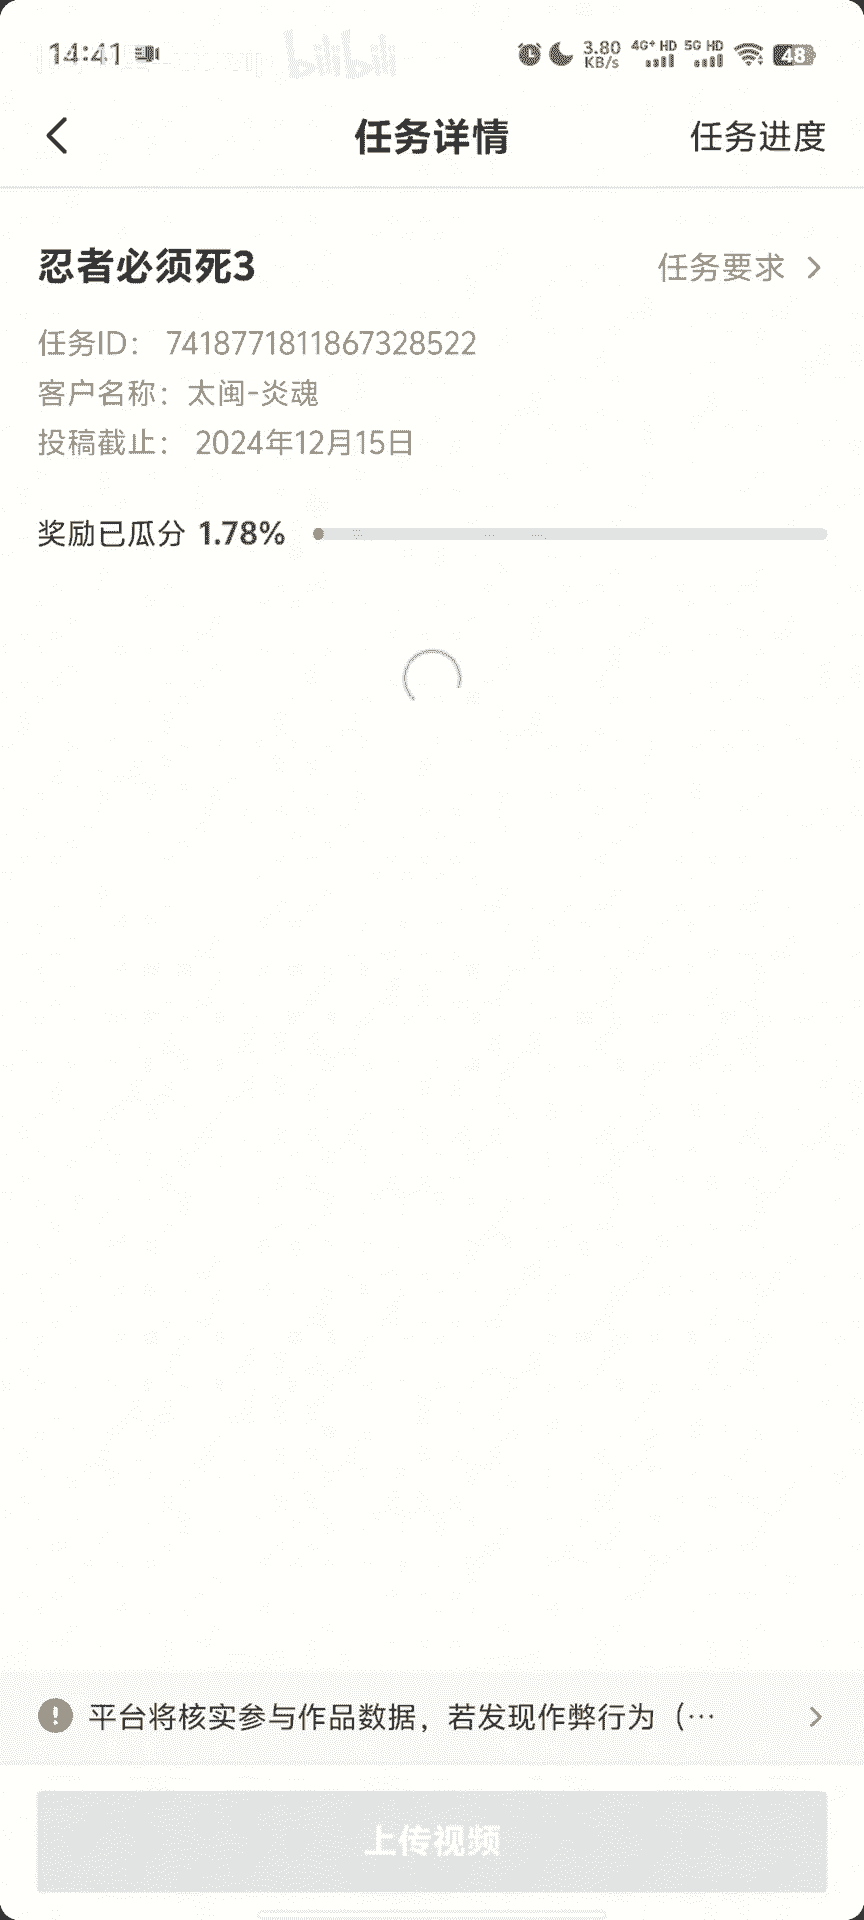 14:41
bilibili
3.80 KB/s 4G+ HD 5G HD 48
任务详情
任务进度
忍者必须死3
任务要求
任务ID： 7418771811867328522
客户名称：太闽-炎魂
投稿截止： 2024年12月15日
奖励已瓜分 1.78%
平台将核实参与作品数据，若发现作弊行为（…
上传视频